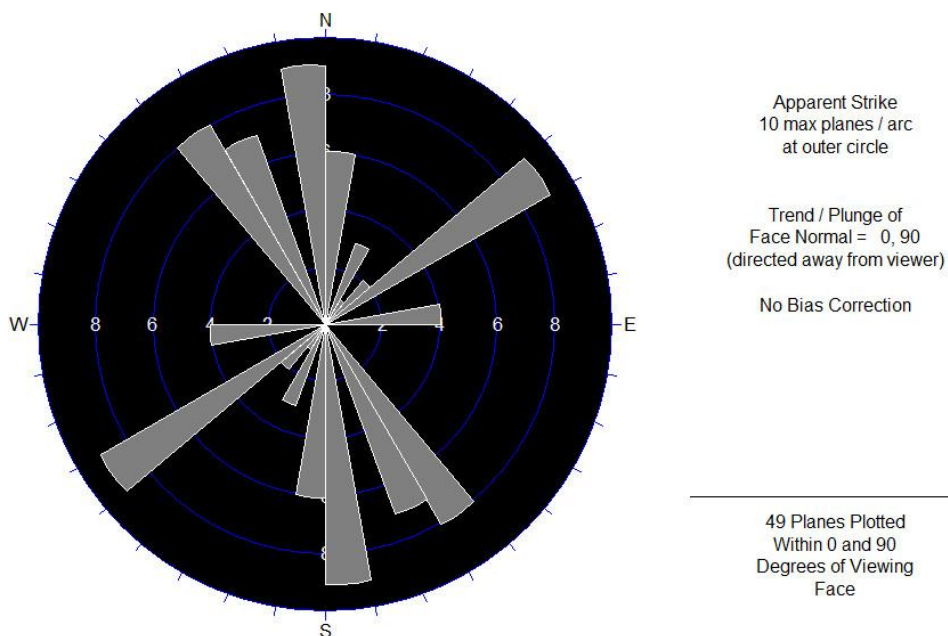 N
8
6
W 8 6 4 2 2 4 6 8 E
8
S
Apparent Strike
10 max planes / arc
at outer circle
Trend / Plunge of
Face Normal = 0, 90
(directed away from viewer)
No Bias Correction
49 Planes Plotted
Within 0 and 90
Degrees of Viewing
Face